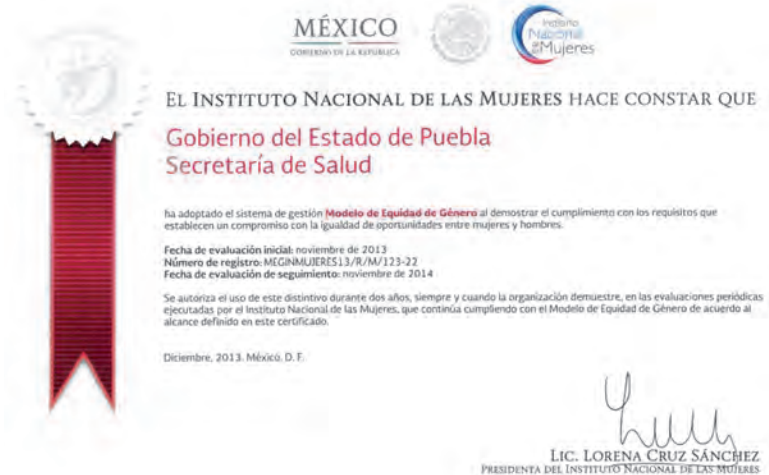 MÉXICO
GOBIERNO DE LA REPÚBLICA
Instituto
Nacional
de las
Mujeres
EL INSTITUTO NACIONAL DE LAS MUJERES HACE CONSTAR QUE
Gobierno del Estado de Puebla
Secretaría de Salud
ha adoptado el sistema de gestión Modelo de Equidad de Género al demostrar el cumplimiento con los requisitos que
establecen un compromiso con la igualdad de oportunidades entre mujeres y hombres.
Fecha de evaluación inicial: noviembre de 2013
Número de registro: MEGINMUJERES13/R/M/123-22
Fecha de evaluación de seguimiento: noviembre de 2014
Se autoriza el uso de este distintivo durante dos años, siempre y cuando la organización demuestre, en las evaluaciones periódicas
ejecutadas por el Instituto Nacional de las Mujeres, que continúa cumpliendo con el Modelo de Equidad de Género de acuerdo al
alcance definido en este certificado.
Diciembre, 2013. México, D. F.
LIC. LORENA CRUZ SÁNCHEZ
PRESIDENTA DEL INSTITUTO NACIONAL DE LAS MUJERES